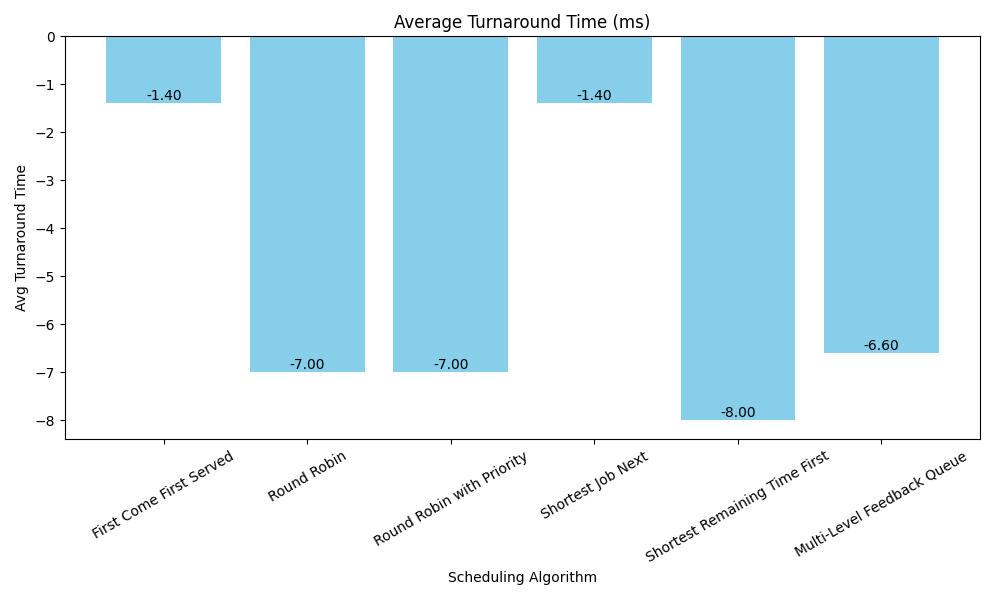 Average Turnaround Time (ms)
Avg Turnaround Time
0
−1
−2
−3
−4
−5
−6
−7
−8
-1.40
-7.00
-7.00
-1.40
-8.00
-6.60
First Come First Served
Round Robin
Round Robin with Priority
Shortest Job Next
Shortest Remaining Time First
Multi-Level Feedback Queue
Scheduling Algorithm